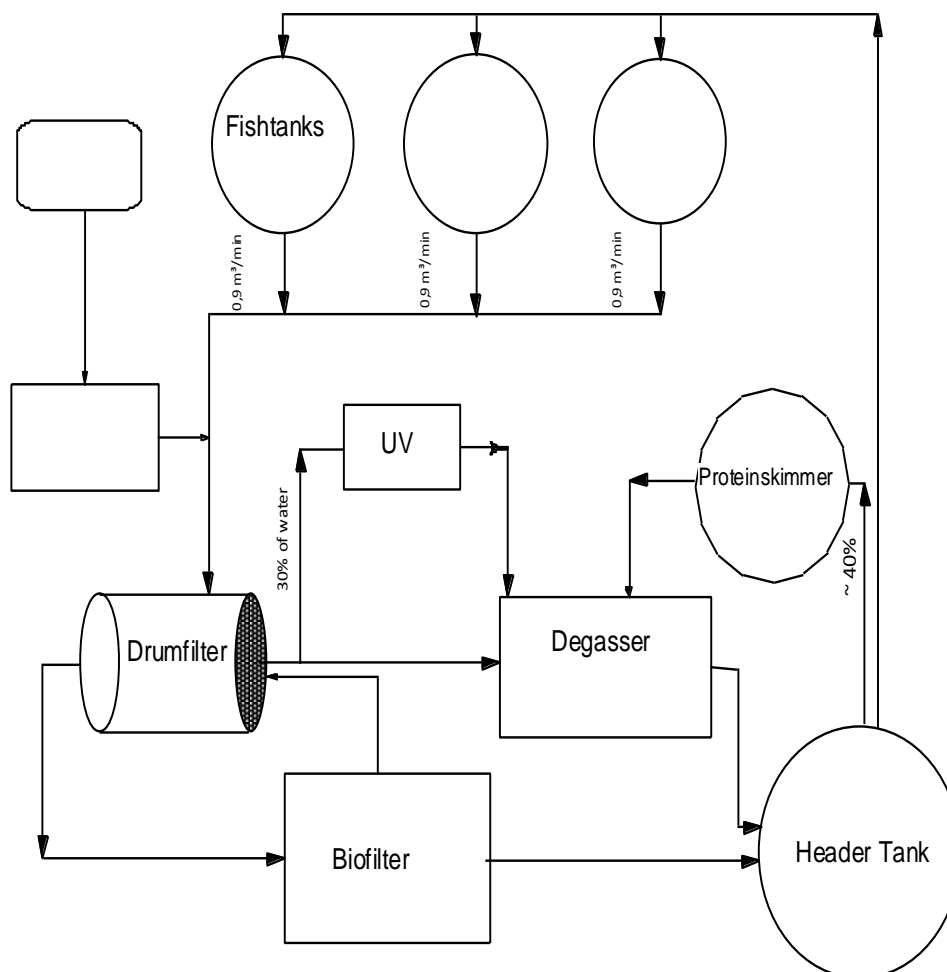 Fishtanks
0,9 m³/min
0,9 m³/min
0,9 m³/min
UV
Proteinskimmer
30% of water
~ 40%
Drumfilter
Degasser
Biofilter
Header Tank